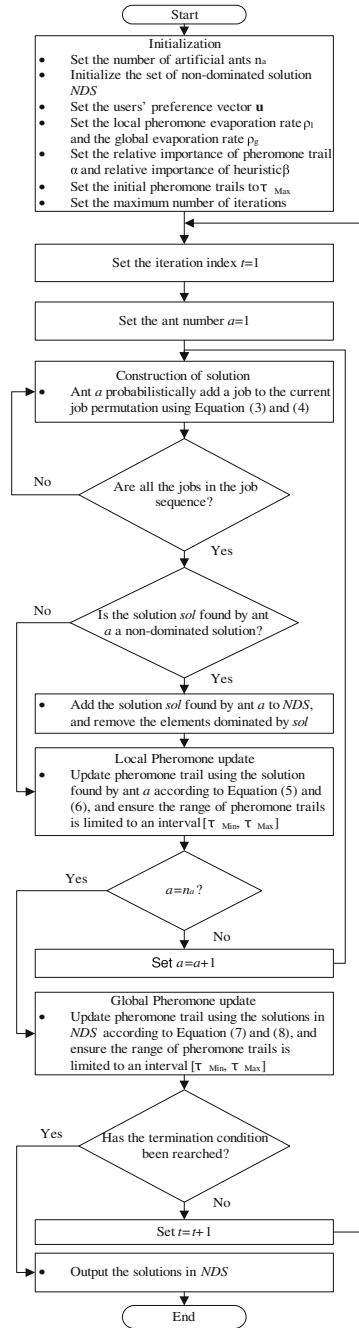 Start
Initialization
• Set the number of artificial ants nₐ
• Initialize the set of non-dominated solution
NDS
• Set the users' preference vector u
• Set the local pheromone evaporation rate ρₗ
and the global evaporation rate ρg
• Set the relative importance of pheromone trail
α and relative importance of heuristic β
• Set the initial pheromone trails to τ Max
• Set the maximum number of iterations
Set the iteration index t=1
Set the ant number a=1
Construction of solution
• Ant a probabilistically add a job to the current
job permutation using Equation (3) and (4)
No
Are all the jobs in the job
sequence?
Yes
No
Is the solution sol found by ant
a a non-dominated solution?
Yes
• Add the solution sol found by ant a to NDS,
and remove the elements dominated by sol
Local Pheromone update
• Update pheromone trail using the solution
found by ant a according to Equation (5) and
(6), and ensure the range of pheromone trails
is limited to an interval [τ Min, τ Max]
Yes
a=nₐ?
No
Set a=a+1
Global Pheromone update
• Update pheromone trail using the solutions in
NDS according to Equation (7) and (8), and
ensure the range of pheromone trails is
limited to an interval [τ Min, τ Max]
Yes
Has the termination condition
been rearched?
No
Set t=t+1
• Output the solutions in NDS
End